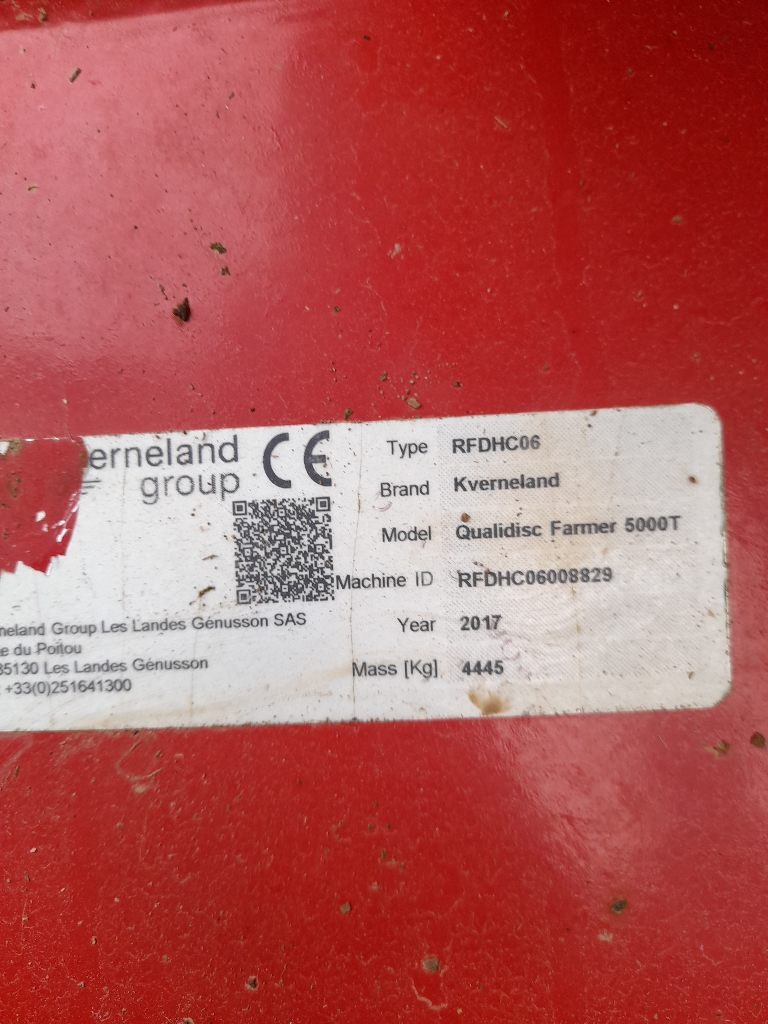 erneland
group
CE
neland Group Les Landes Génusson SAS
e du Poitou
85130 Les Landes Génusson
+33(0)251641300
Type RFDHC06
Brand Kverneland
Model Qualidisc Farmer 5000T
Machine ID RFDHC06008829
Year 2017
Mass [Kg] 4445